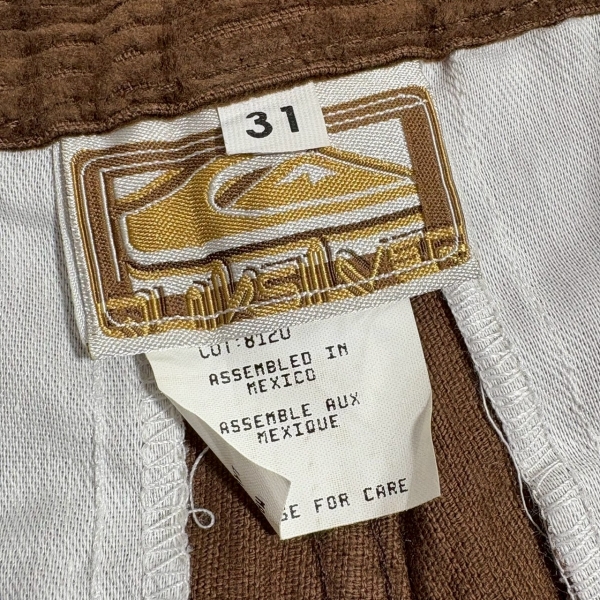 31
QUIKSILVER
CUT:8120
ASSEMBLED IN
MEXICO
ASSEMBLE AUX
MEXIQUE
SE FOR CARE